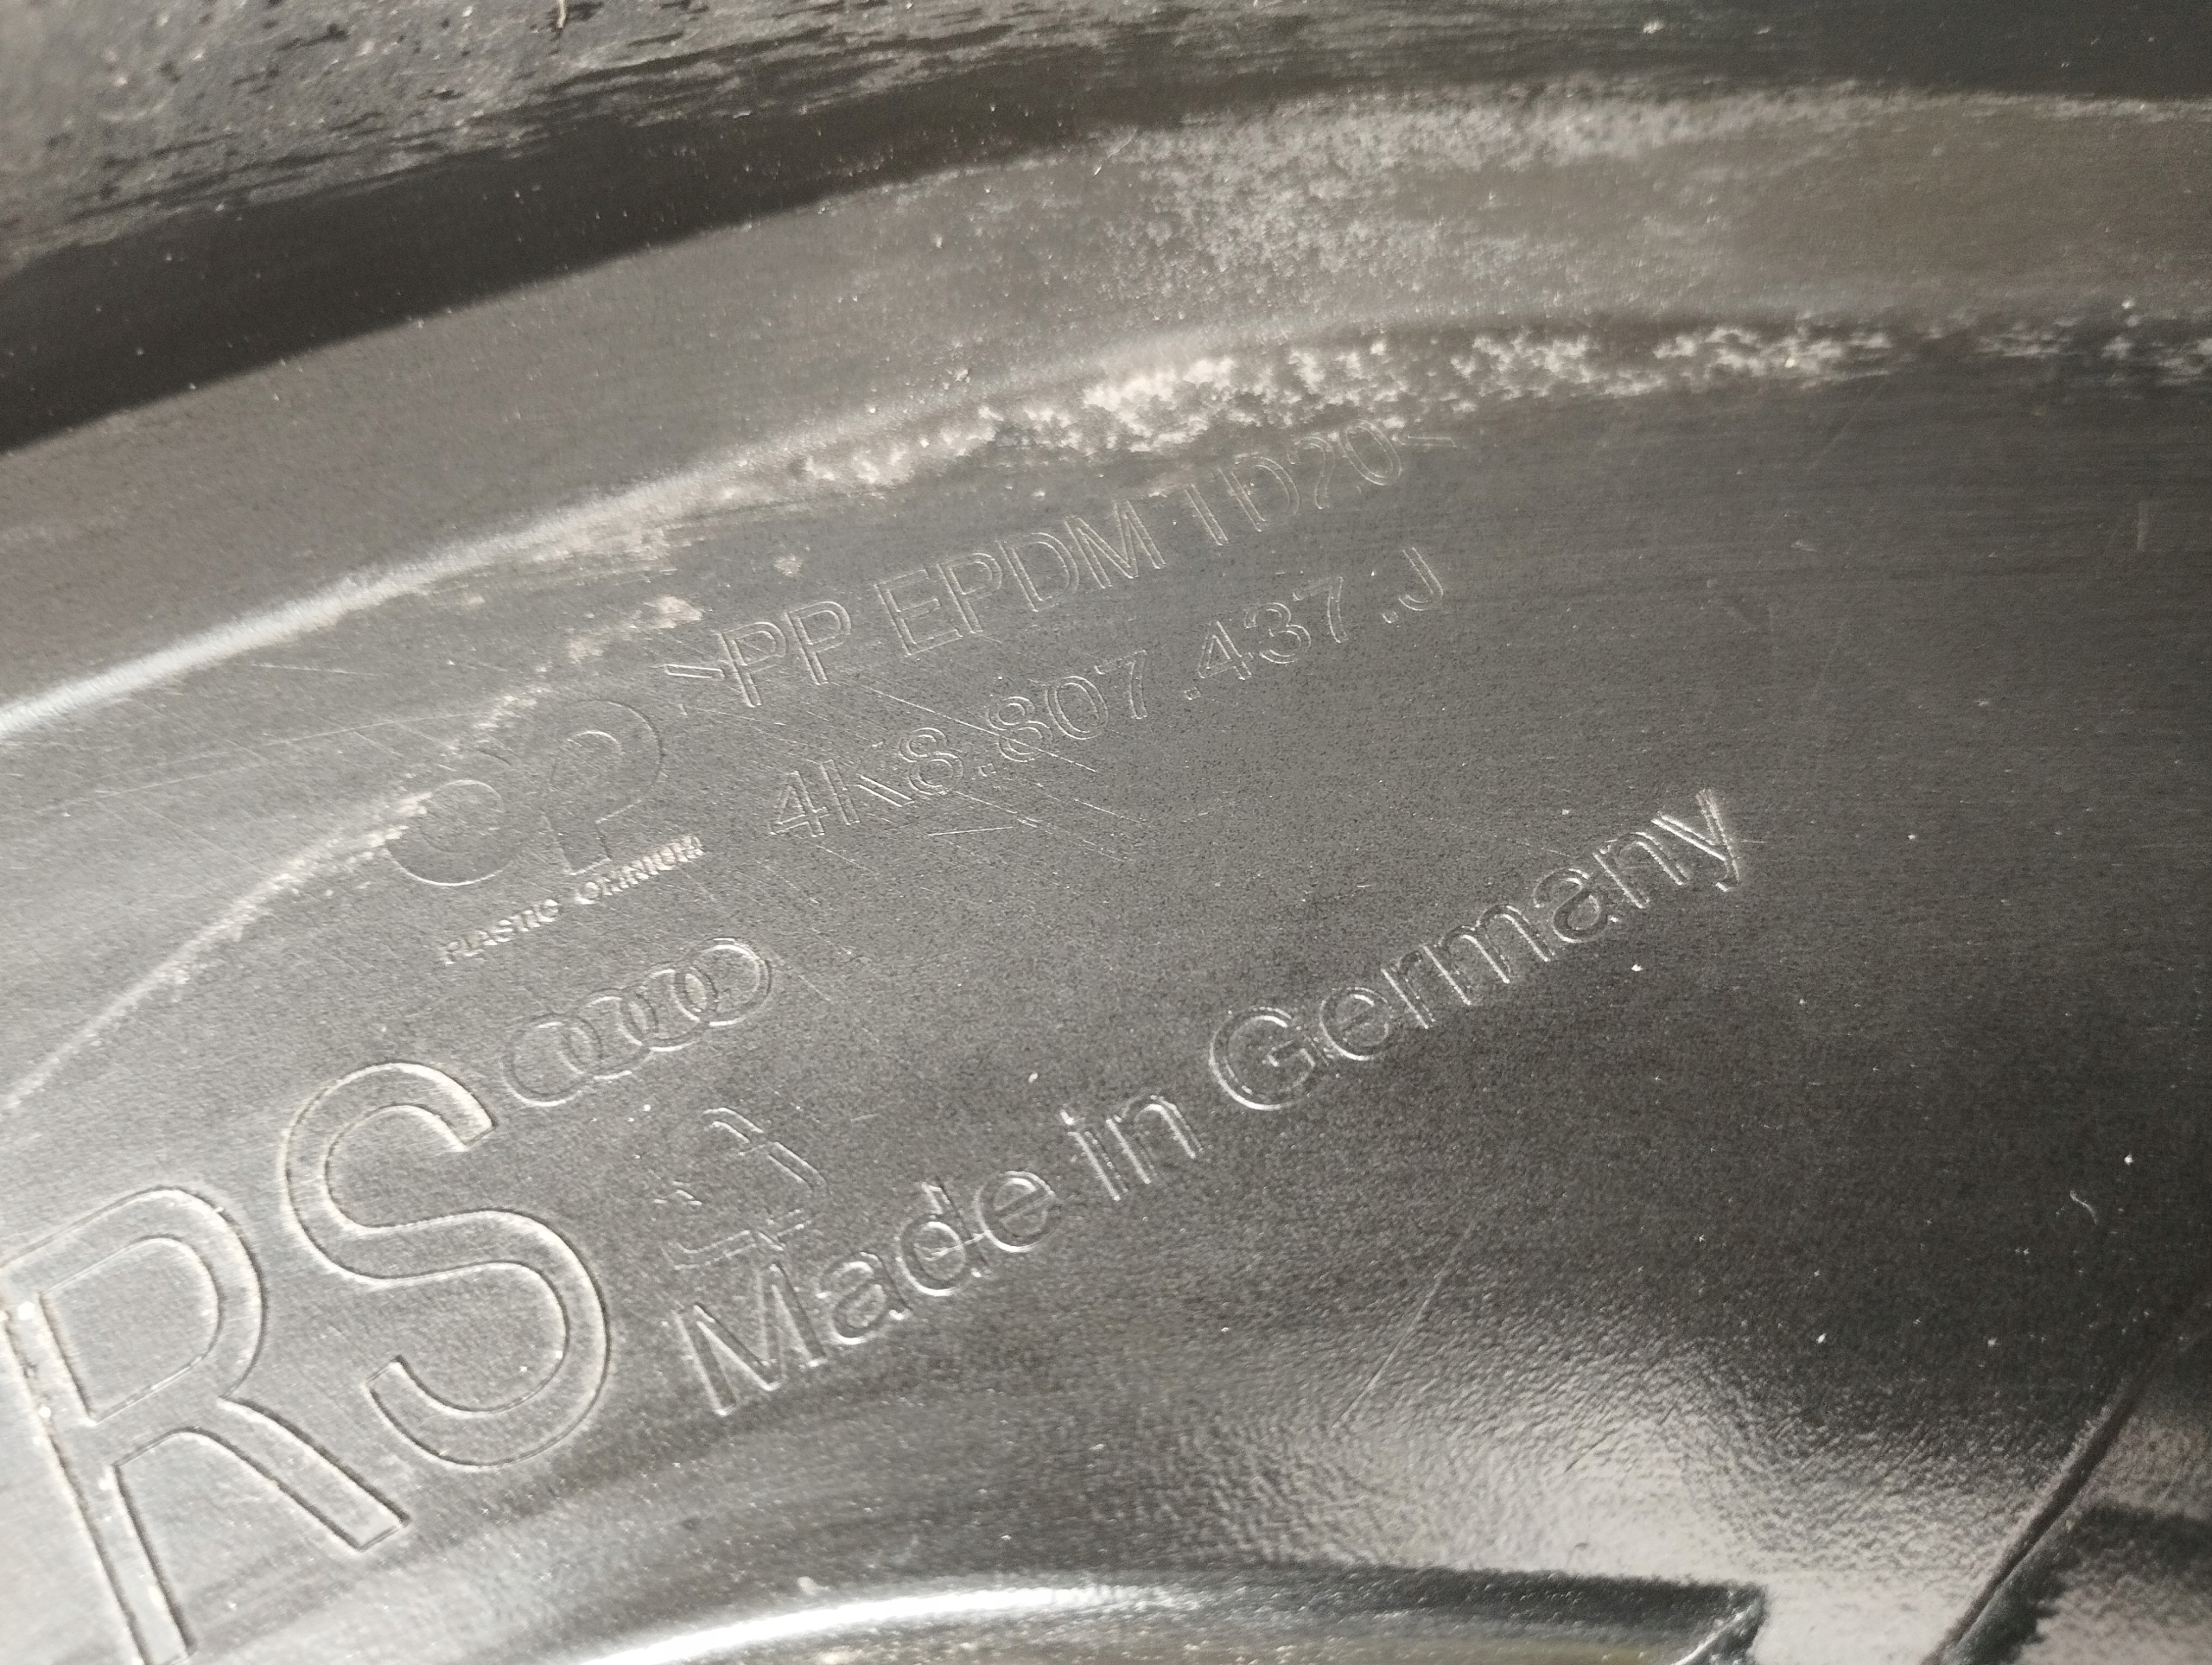 >PP EPDM TD20<
4K8.807.437.J
PLASTIC OMNIUM
RS
Made in Germany